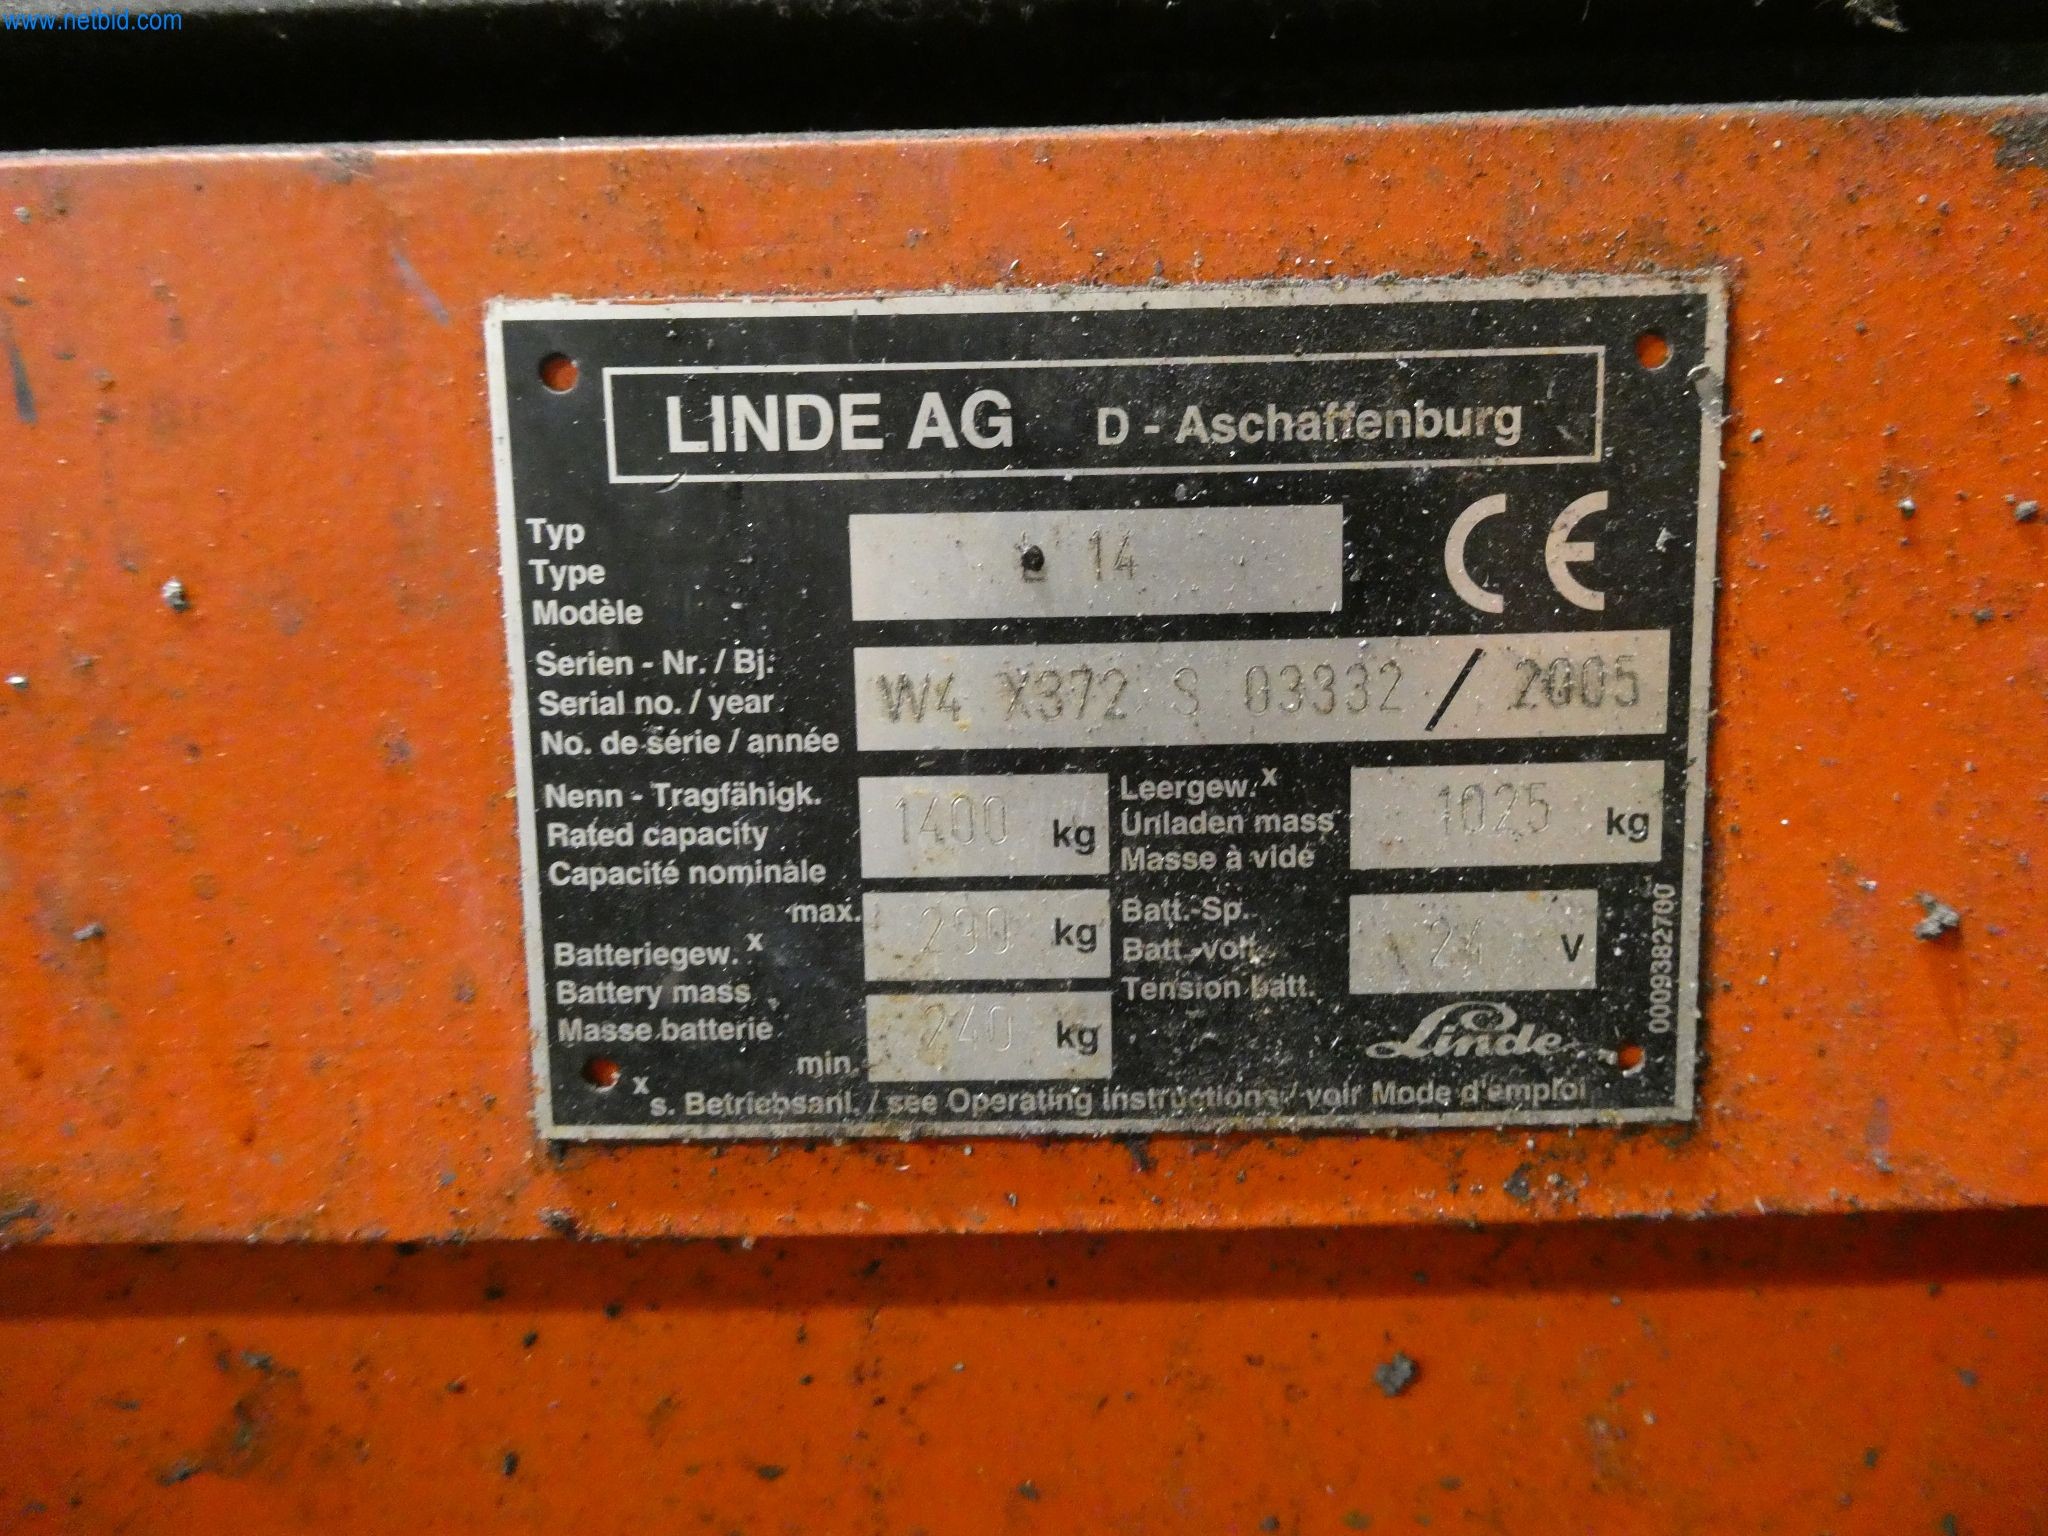 www.netbid.com
LINDE AG D - Aschaffenburg
Typ
Type
Modèle
L 14
CE
Serien - Nr. / Bj.
Serial no. / year
No. de série / année
W4 X372 S 03332 / 2005
Nenn - Tragfähigk.
Rated capacity
Capacité nominale
1400 kg
Leergew. x
Unladen mass
Masse à vide
1025 kg
max.
Batteriegew. x
Battery mass
Masse batterie
min.
290 kg
240 kg
Batt.-Sp.
Batt.-volt.
Tension batt.
24 V
0009382700
Linde
x s. Betriebsanl. / see Operating instructions / voir Mode d'emploi